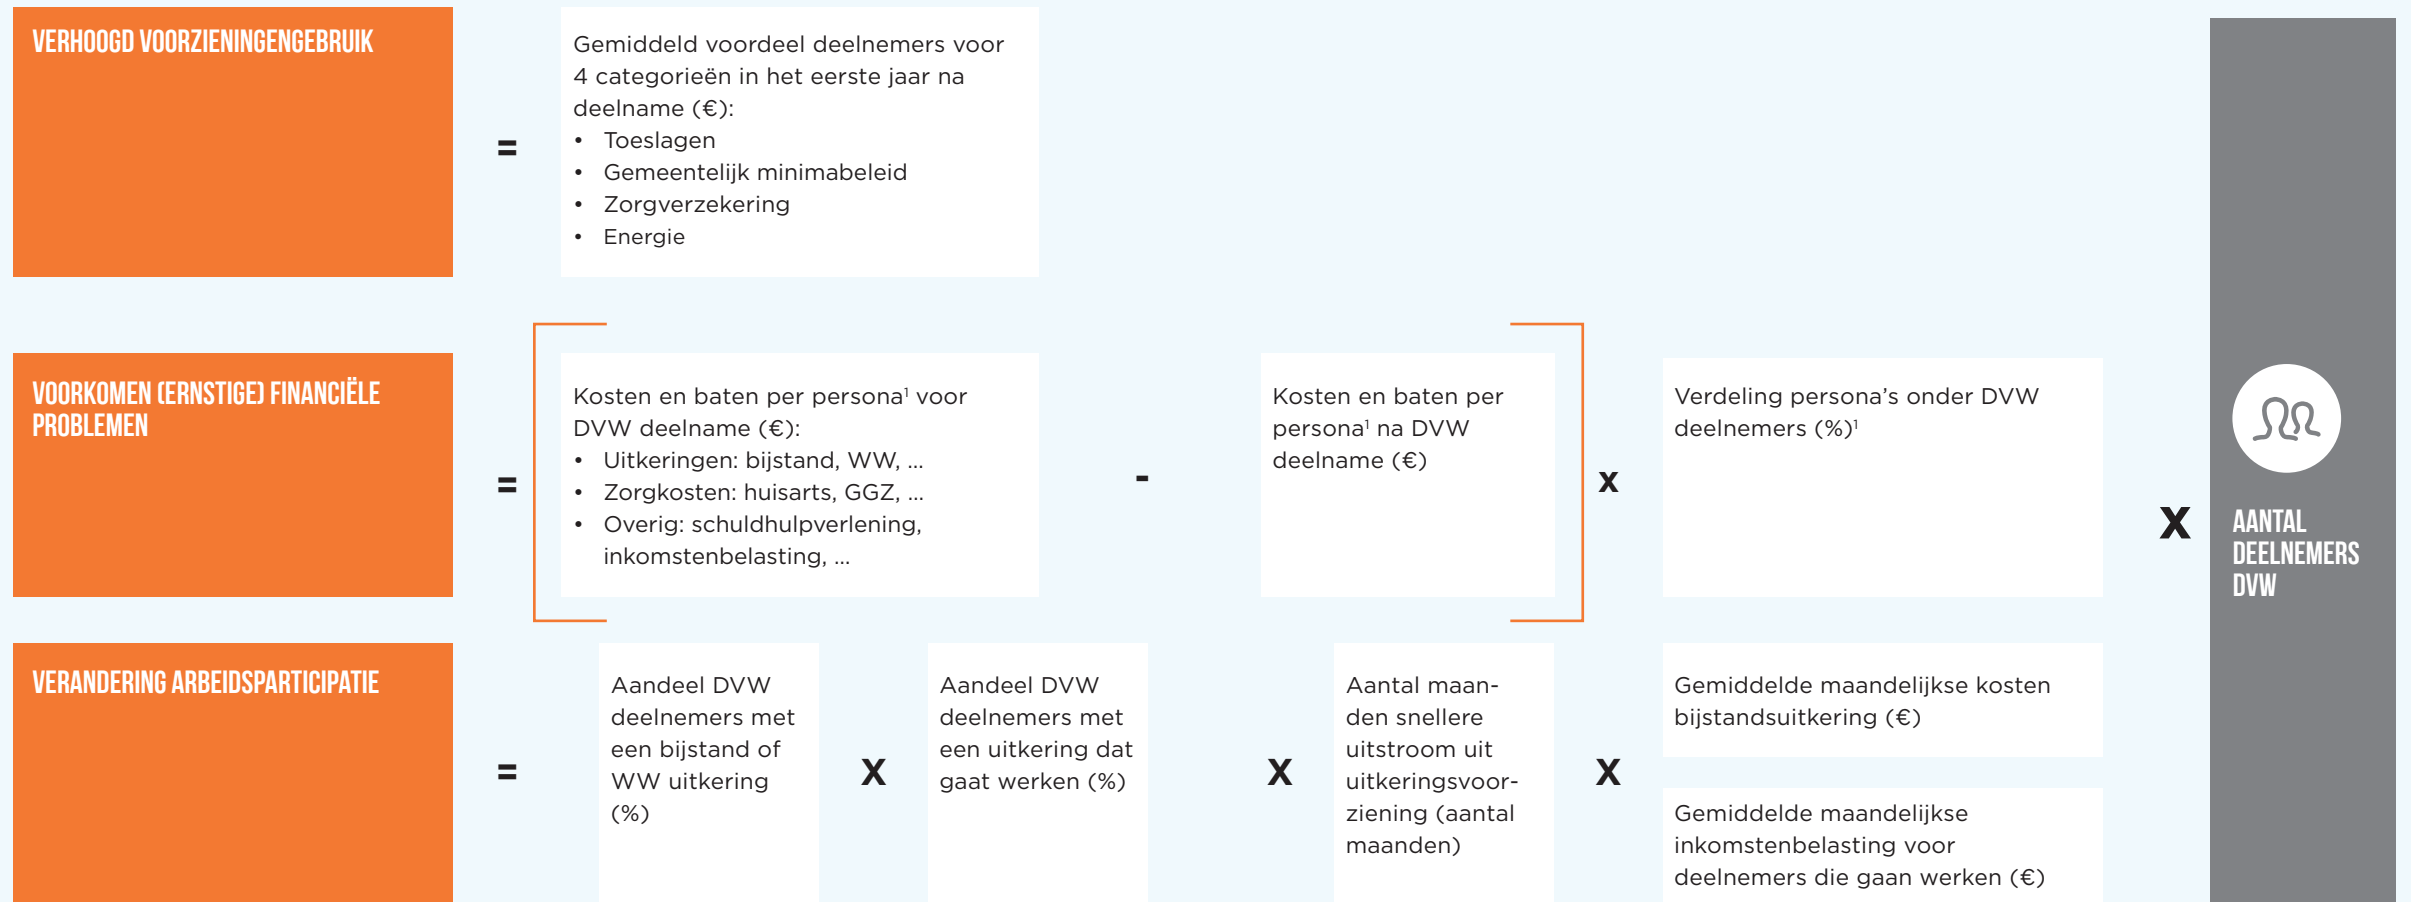 VERHOOGD VOORZIENINGENGEBRUIK
=
Gemiddeld voordeel deelnemers voor
4 categorieën in het eerste jaar na
deelname (€):
• Toeslagen
• Gemeentelijk minimabeleid
• Zorgverzekering
• Energie
VOORKOMEN (ERNSTIGE) FINANCIËLE
PROBLEMEN
=
Kosten en baten per persona¹ voor
DVW deelname (€):
• Uitkeringen: bijstand, WW, ...
• Zorgkosten: huisarts, GGZ, ...
• Overig: schuldhulpverlening,
inkomstenbelasting, ...
-
Kosten en baten per
persona¹ na DVW
deelname (€)
x
Verdeling persona’s onder DVW
deelnemers (%)¹
VERANDERING ARBEIDSPARTICIPATIE
=
Aandeel DVW
deelnemers met
een bijstand of
WW uitkering
(%)
X
Aandeel DVW
deelnemers met
een uitkering dat
gaat werken (%)
X
Aantal maan-
den snellere
uitstroom uit
uitkeringsvoor-
ziening (aantal
maanden)
X
Gemiddelde maandelijkse kosten
bijstandsuitkering (€)
Gemiddelde maandelijkse
inkomstenbelasting voor
deelnemers die gaan werken (€)
X
AANTAL
DEELNEMERS
DVW